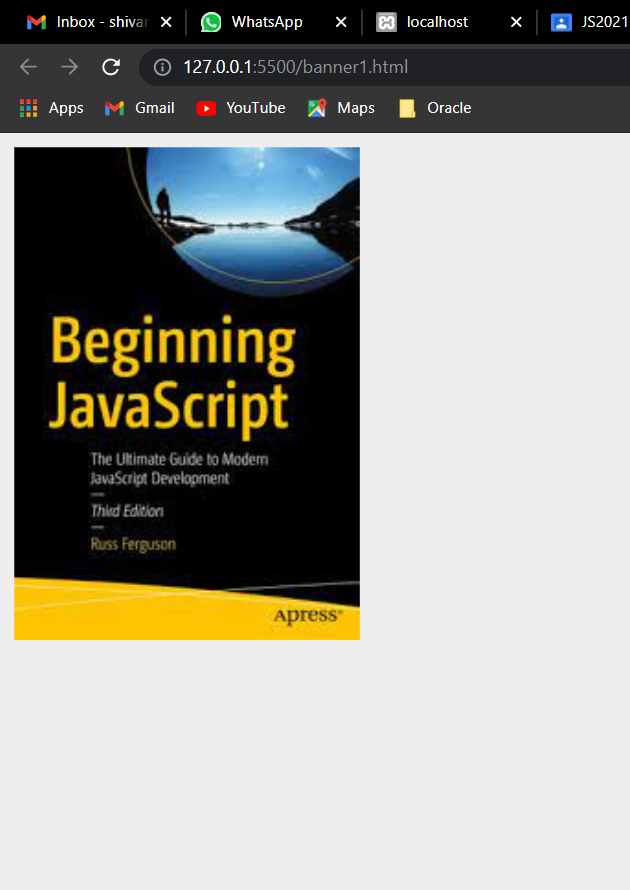 Inbox - shivan
WhatsApp
localhost
JS2021
127.0.0.1:5500/banner1.html
Apps
Gmail
YouTube
Maps
Oracle
Beginning
JavaScript
The Ultimate Guide to Modern
JavaScript Development
—
Third Edition
—
Russ Ferguson
Apress®